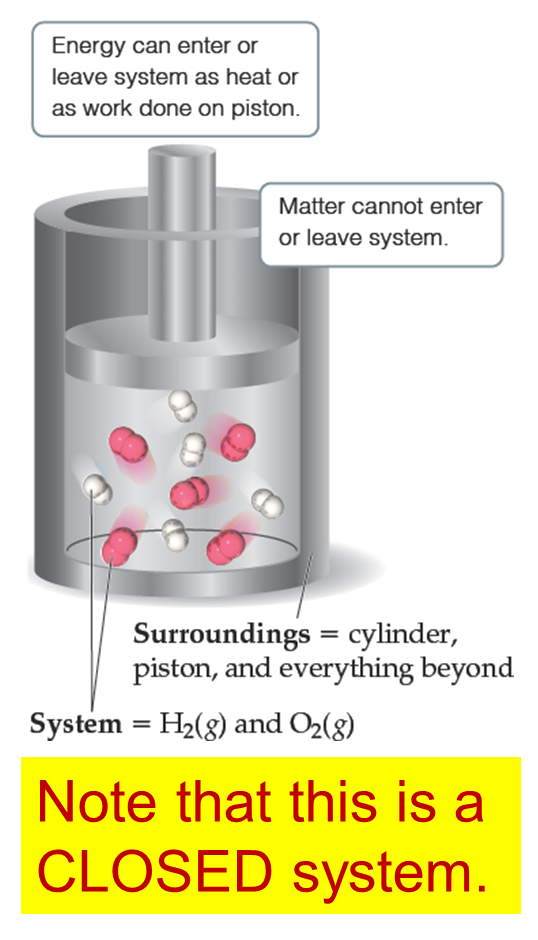 Energy can enter or
leave system as heat or
as work done on piston.
Matter cannot enter
or leave system.
Surroundings = cylinder,
piston, and everything beyond
System = H₂(g) and O₂(g)
Note that this is a
CLOSED system.